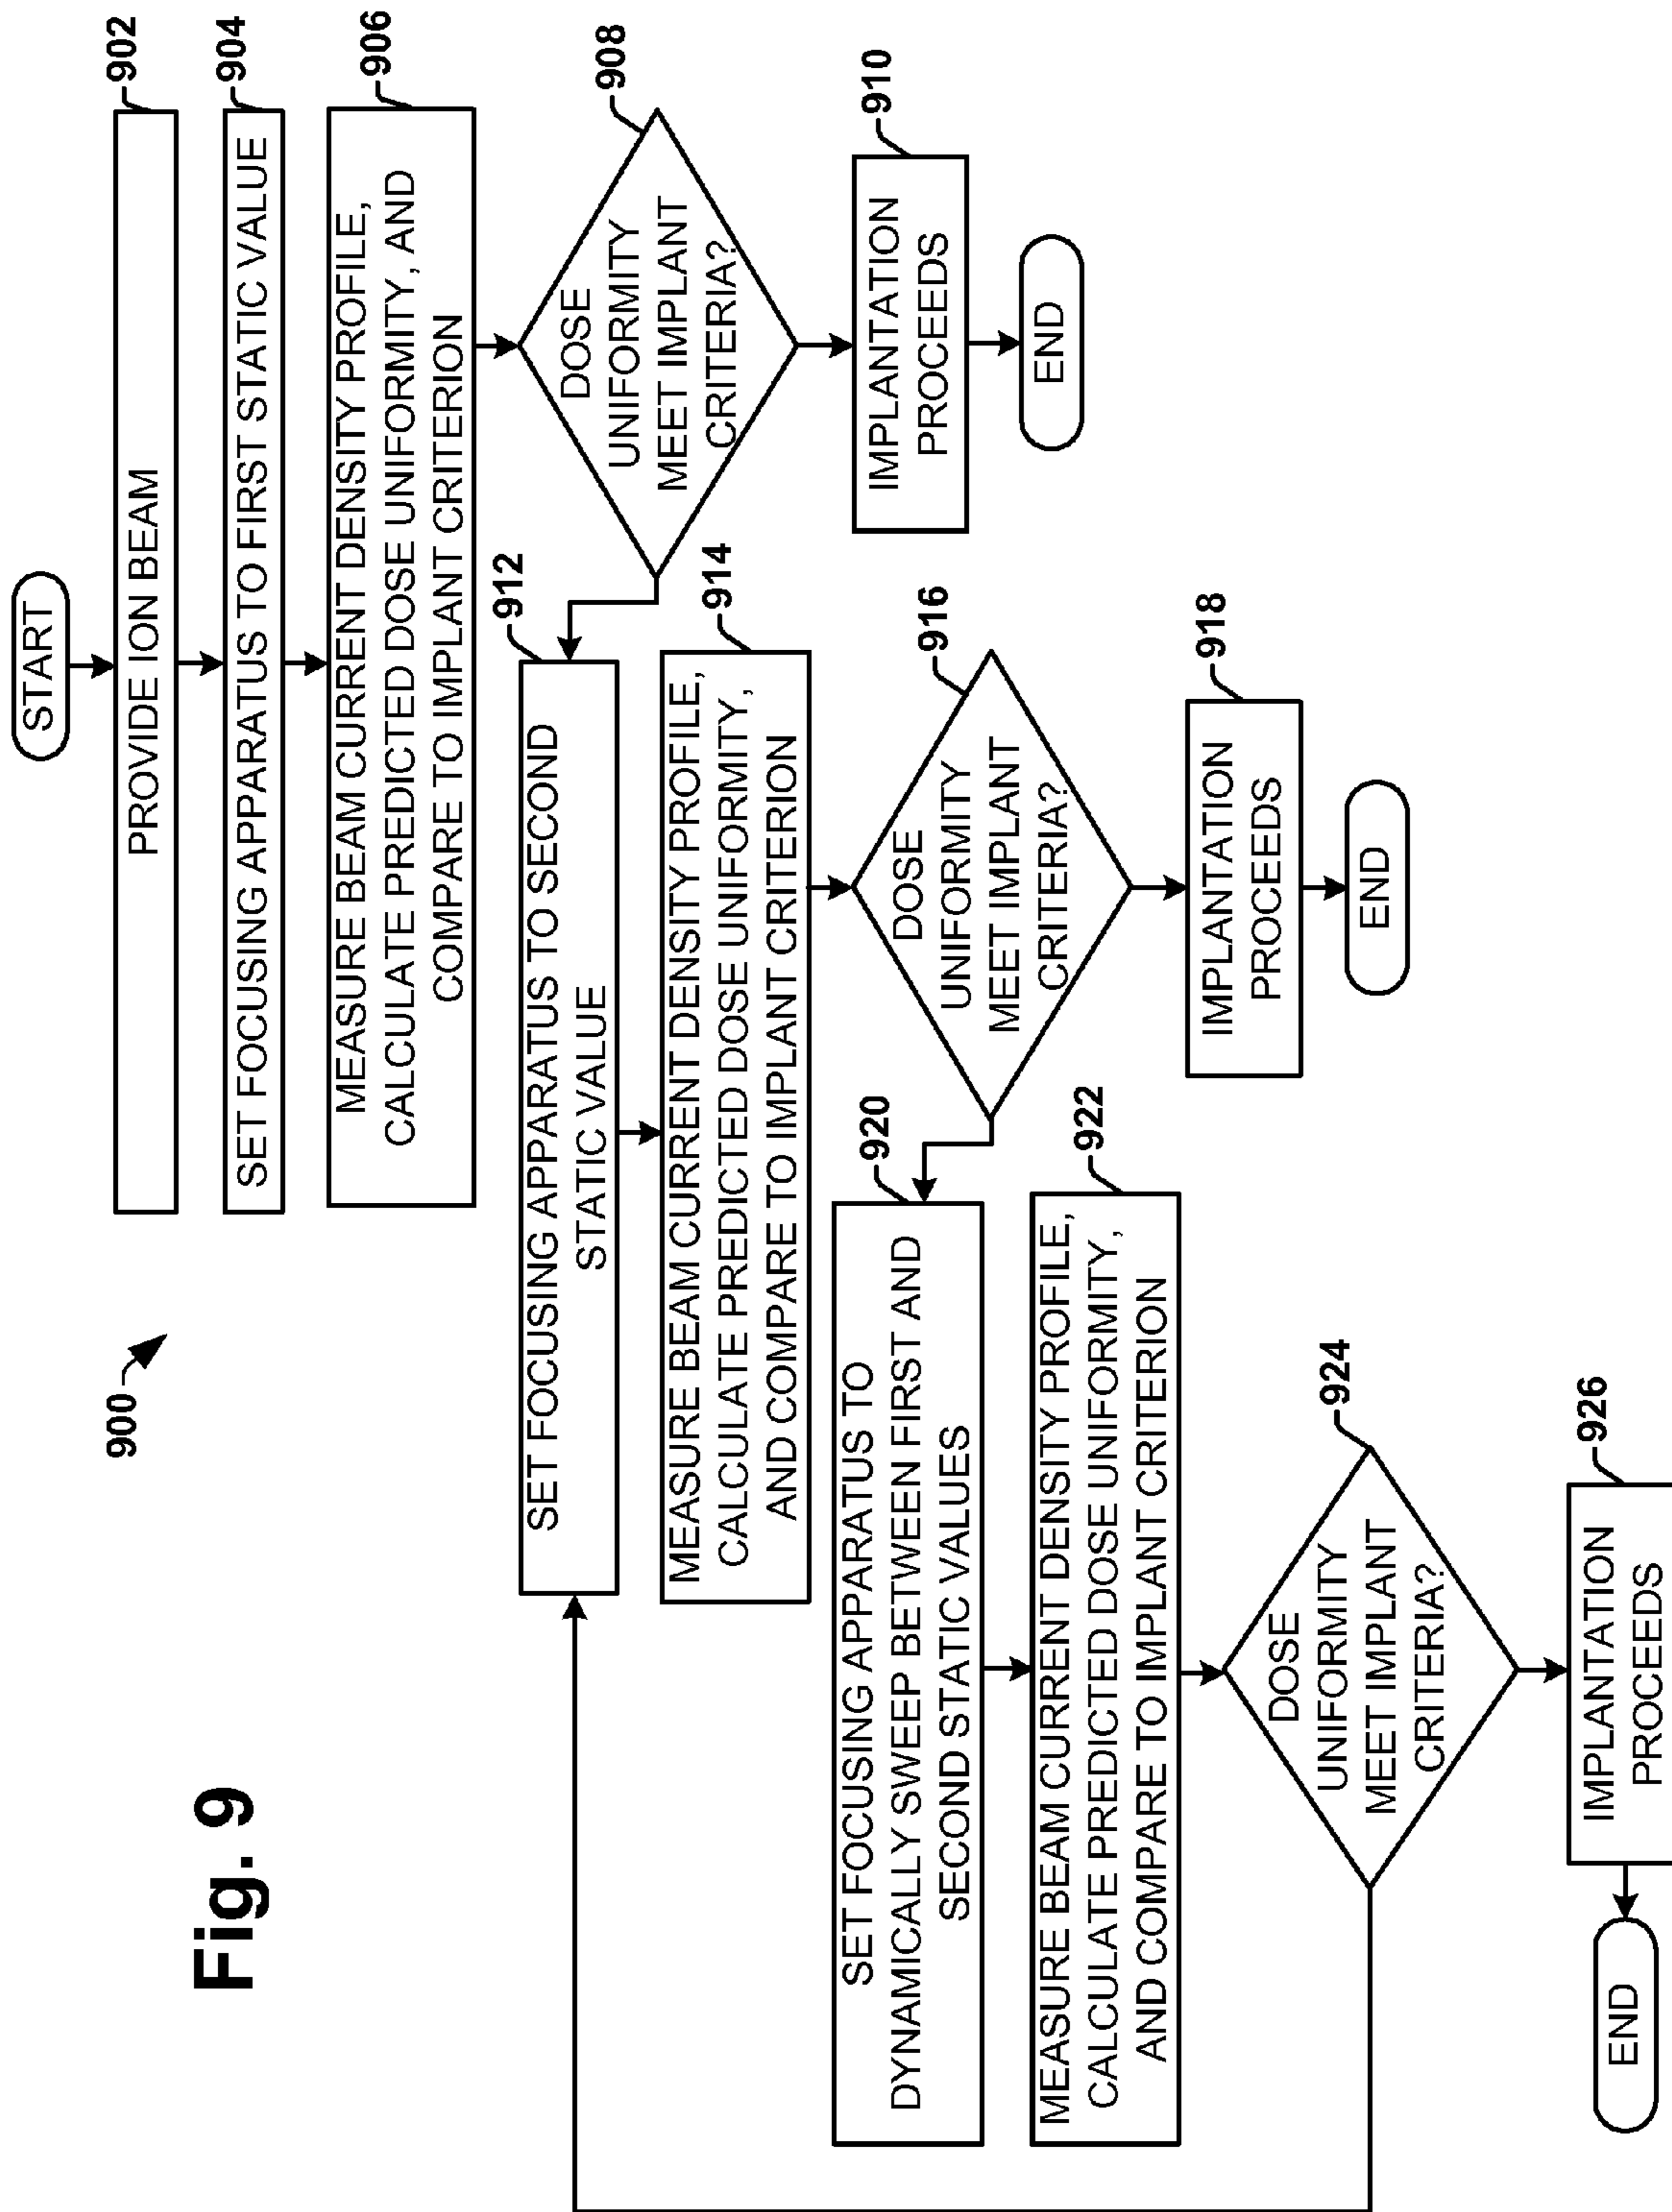 Fig. 9
900
START
PROVIDE ION BEAM
902
SET FOCUSING APPARATUS TO FIRST STATIC VALUE
904
MEASURE BEAM CURRENT DENSITY PROFILE,
CALCULATE PREDICTED DOSE UNIFORMITY, AND
COMPARE TO IMPLANT CRITERION
906
DOSE
UNIFORMITY
MEET IMPLANT
CRITERIA?
908
IMPLANTATION
PROCEEDS
910
END
SET FOCUSING APPARATUS TO SECOND
STATIC VALUE
912
MEASURE BEAM CURRENT DENSITY PROFILE,
CALCULATE PREDICTED DOSE UNIFORMITY,
AND COMPARE TO IMPLANT CRITERION
914
DOSE
UNIFORMITY
MEET IMPLANT
CRITERIA?
916
IMPLANTATION
PROCEEDS
918
END
SET FOCUSING APPARATUS TO
DYNAMICALLY SWEEP BETWEEN FIRST AND
SECOND STATIC VALUES
920
MEASURE BEAM CURRENT DENSITY PROFILE,
CALCULATE PREDICTED DOSE UNIFORMITY,
AND COMPARE TO IMPLANT CRITERION
922
DOSE
UNIFORMITY
MEET IMPLANT
CRITERIA?
924
IMPLANTATION
PROCEEDS
926
END